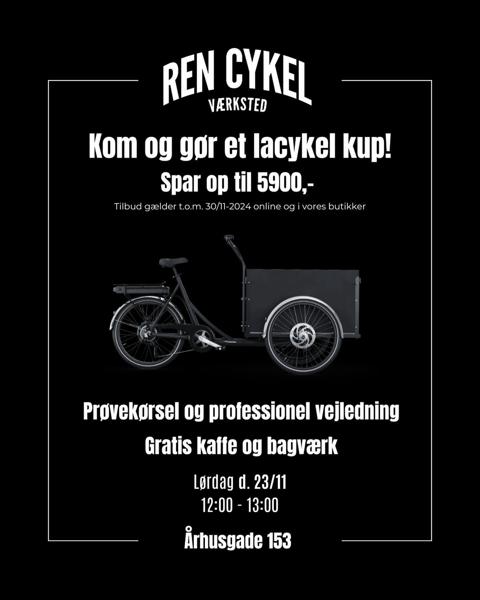 REN CYKEL
VÆRKSTED
Kom og gør et lacykel kup!
Spar op til 5900,-
Tilbud gælder t.o.m. 30/11-2024 online og i vores butikker
Prøvekørsel og professionel vejledning
Gratis kaffe og bagværk
Lørdag d. 23/11
12:00 - 13:00
Århusgade 153